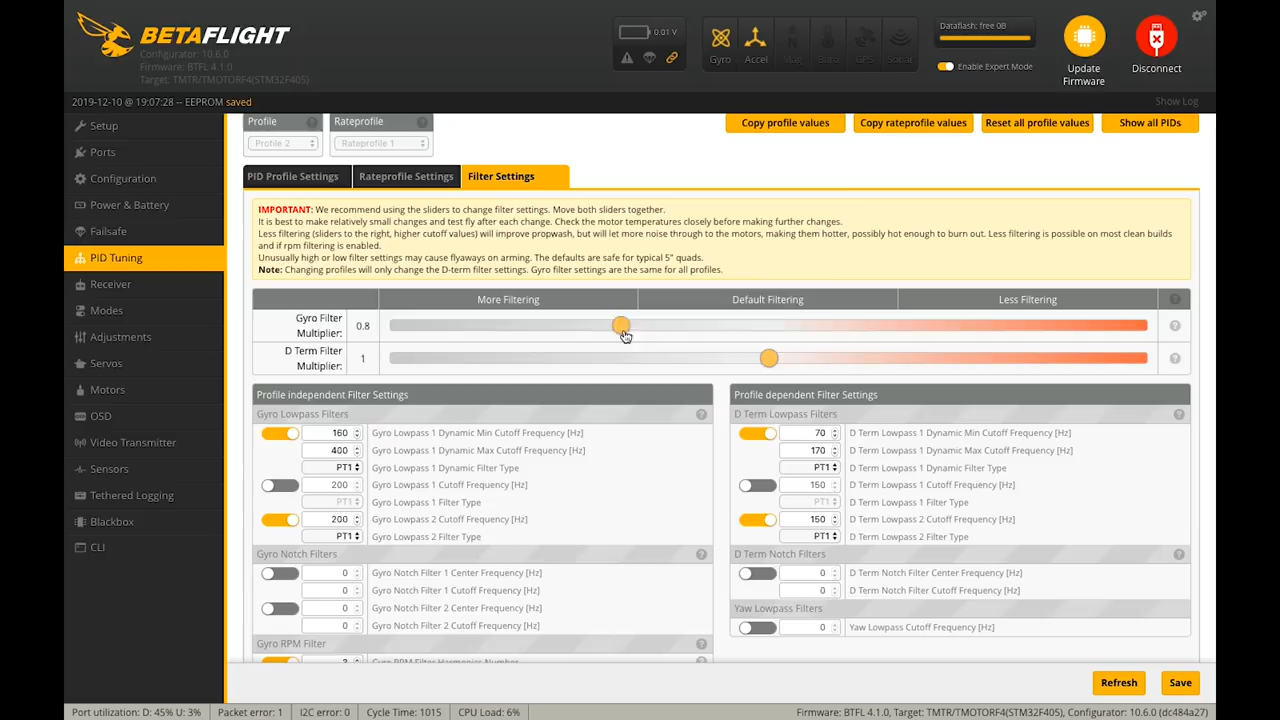 BETAFLIGHT
Configurator: 10.6.0
Firmware: BTFL 4.1.0
Target: TMTR/TMOTORF4(STM32F405)
0.01 V
Gyro
Accel
Mag
Baro
GPS
Sonar
Dataflash: free 0B
Enable Expert Mode
Update
Firmware
Disconnect
2019-12-10 @ 19:07:28 -- EEPROM saved
Show Log
Setup
Ports
Configuration
Power & Battery
Failsafe
PID Tuning
Receiver
Modes
Adjustments
Servos
Motors
OSD
Video Transmitter
Sensors
Tethered Logging
Blackbox
CLI
Profile
Rateprofile
Profile 2
Rateprofile 1
Copy profile values
Copy rateprofile values
Reset all profile values
Show all PIDs
PID Profile Settings
Rateprofile Settings
Filter Settings
IMPORTANT: We recommend using the sliders to change filter settings. Move both sliders together.
It is best to make relatively small changes and test fly after each change. Check the motor temperatures closely before making further changes.
Less filtering (sliders to the right, higher cutoff values) will improve propwash, but will let more noise through to the motors, making them hotter, possibly hot enough to burn out. Less filtering is possible on most clean builds
and if rpm filtering is enabled.
Unusually high or low filter settings may cause flyaways on arming. The defaults are safe for typical 5" quads.
Note: Changing profiles will only change the D-term filter settings. Gyro filter settings are the same for all profiles.
More Filtering
Default Filtering
Less Filtering
Gyro Filter
Multiplier:
0.8
D Term Filter
Multiplier:
1
Profile independent Filter Settings
Gyro Lowpass Filters
160 Gyro Lowpass 1 Dynamic Min Cutoff Frequency [Hz]
400 Gyro Lowpass 1 Dynamic Max Cutoff Frequency [Hz]
PT1 Gyro Lowpass 1 Dynamic Filter Type
200 Gyro Lowpass 1 Cutoff Frequency [Hz]
PT1 Gyro Lowpass 1 Filter Type
200 Gyro Lowpass 2 Cutoff Frequency [Hz]
PT1 Gyro Lowpass 2 Filter Type
Gyro Notch Filters
0 Gyro Notch Filter 1 Center Frequency [Hz]
0 Gyro Notch Filter 1 Cutoff Frequency [Hz]
0 Gyro Notch Filter 2 Center Frequency [Hz]
0 Gyro Notch Filter 2 Cutoff Frequency [Hz]
Gyro RPM Filter
3 Gyro RPM Filter Harmonics Number
Profile dependent Filter Settings
D Term Lowpass Filters
70 D Term Lowpass 1 Dynamic Min Cutoff Frequency [Hz]
170 D Term Lowpass 1 Dynamic Max Cutoff Frequency [Hz]
PT1 D Term Lowpass 1 Dynamic Filter Type
150 D Term Lowpass 1 Cutoff Frequency [Hz]
PT1 D Term Lowpass 1 Filter Type
150 D Term Lowpass 2 Cutoff Frequency [Hz]
PT1 D Term Lowpass 2 Filter Type
D Term Notch Filters
0 D Term Notch Filter Center Frequency [Hz]
0 D Term Notch Filter Cutoff Frequency [Hz]
Yaw Lowpass Filters
0 Yaw Lowpass Cutoff Frequency [Hz]
Refresh
Save
Port utilization: D: 45% U: 3%
Packet error: 1
I2C error: 0
Cycle Time: 1015
CPU Load: 6%
Firmware: BTFL 4.1.0, Target: TMTR/TMOTORF4(STM32F405), Configurator: 10.6.0 (dc484a27)